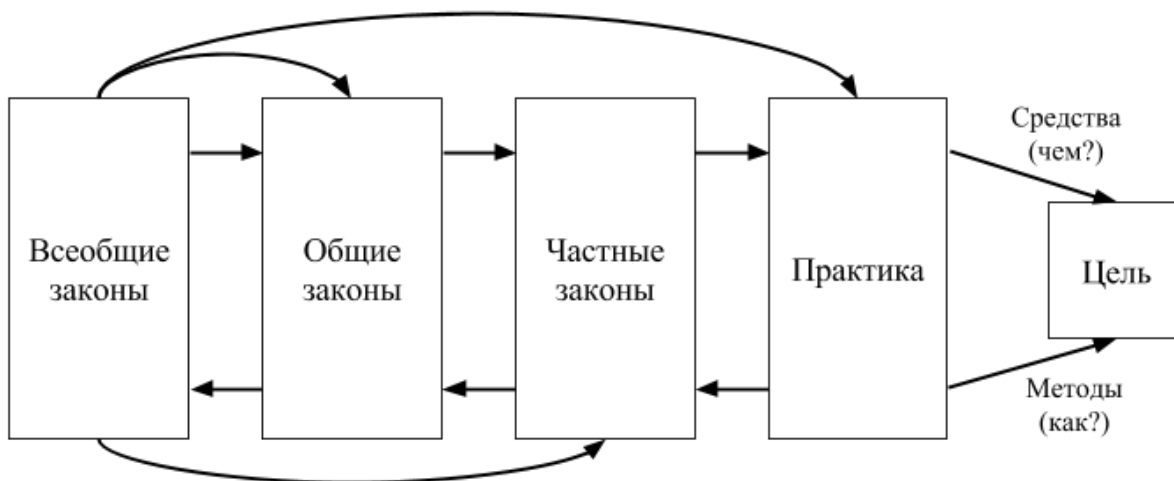 Средства
(чем?)
Всеобщие
законы
Общие
законы
Частные
законы
Практика
Цель
Методы
(как?)